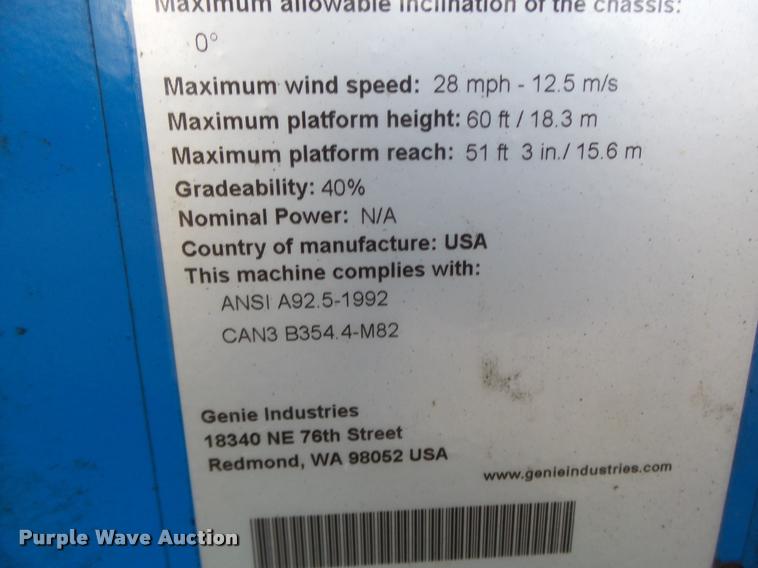 Maximum allowable inclination of the chassis:
0°
Maximum wind speed: 28 mph - 12.5 m/s
Maximum platform height: 60 ft / 18.3 m
Maximum platform reach: 51 ft 3 in./ 15.6 m
Gradeability: 40%
Nominal Power: N/A
Country of manufacture: USA
This machine complies with:
ANSI A92.5-1992
CAN3 B354.4-M82
Genie Industries
18340 NE 76th Street
Redmond, WA 98052 USA
www.genieindustries.com
Purple Wave Auction